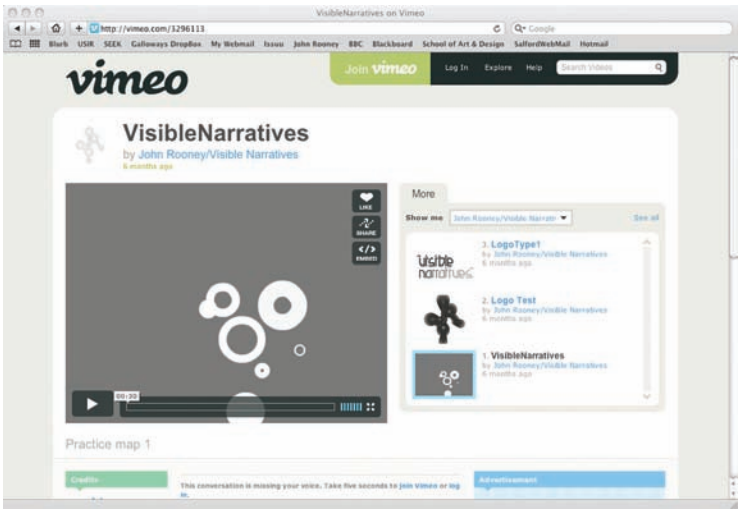 VisibleNarratives on Vimeo
http://vimeo.com/3296113
Google
Blurb USIR SEEK Galloways DropBox My Webmail Issuu John Rooney BBC Blackboard School of Art & Design SalfordWebMail Hotmail
vimeo
Join vimeo Log In Explore Help Search Videos
VisibleNarratives
by John Rooney/Visible Narratives
6 months ago
LIKE
SHARE
</>
EMBED
00:30
More
Show me John Rooney/Visible Narrativ See all
visible
narratives
3. LogoType1
by John Rooney/Visible Narratives
6 months ago
2. Logo Test
by John Rooney/Visible Narratives
6 months ago
1. VisibleNarratives
by John Rooney/Visible Narratives
6 months ago
Practice map 1
Credits
This conversation is missing your voice. Take five seconds to join Vimeo or log
in.
Advertisement